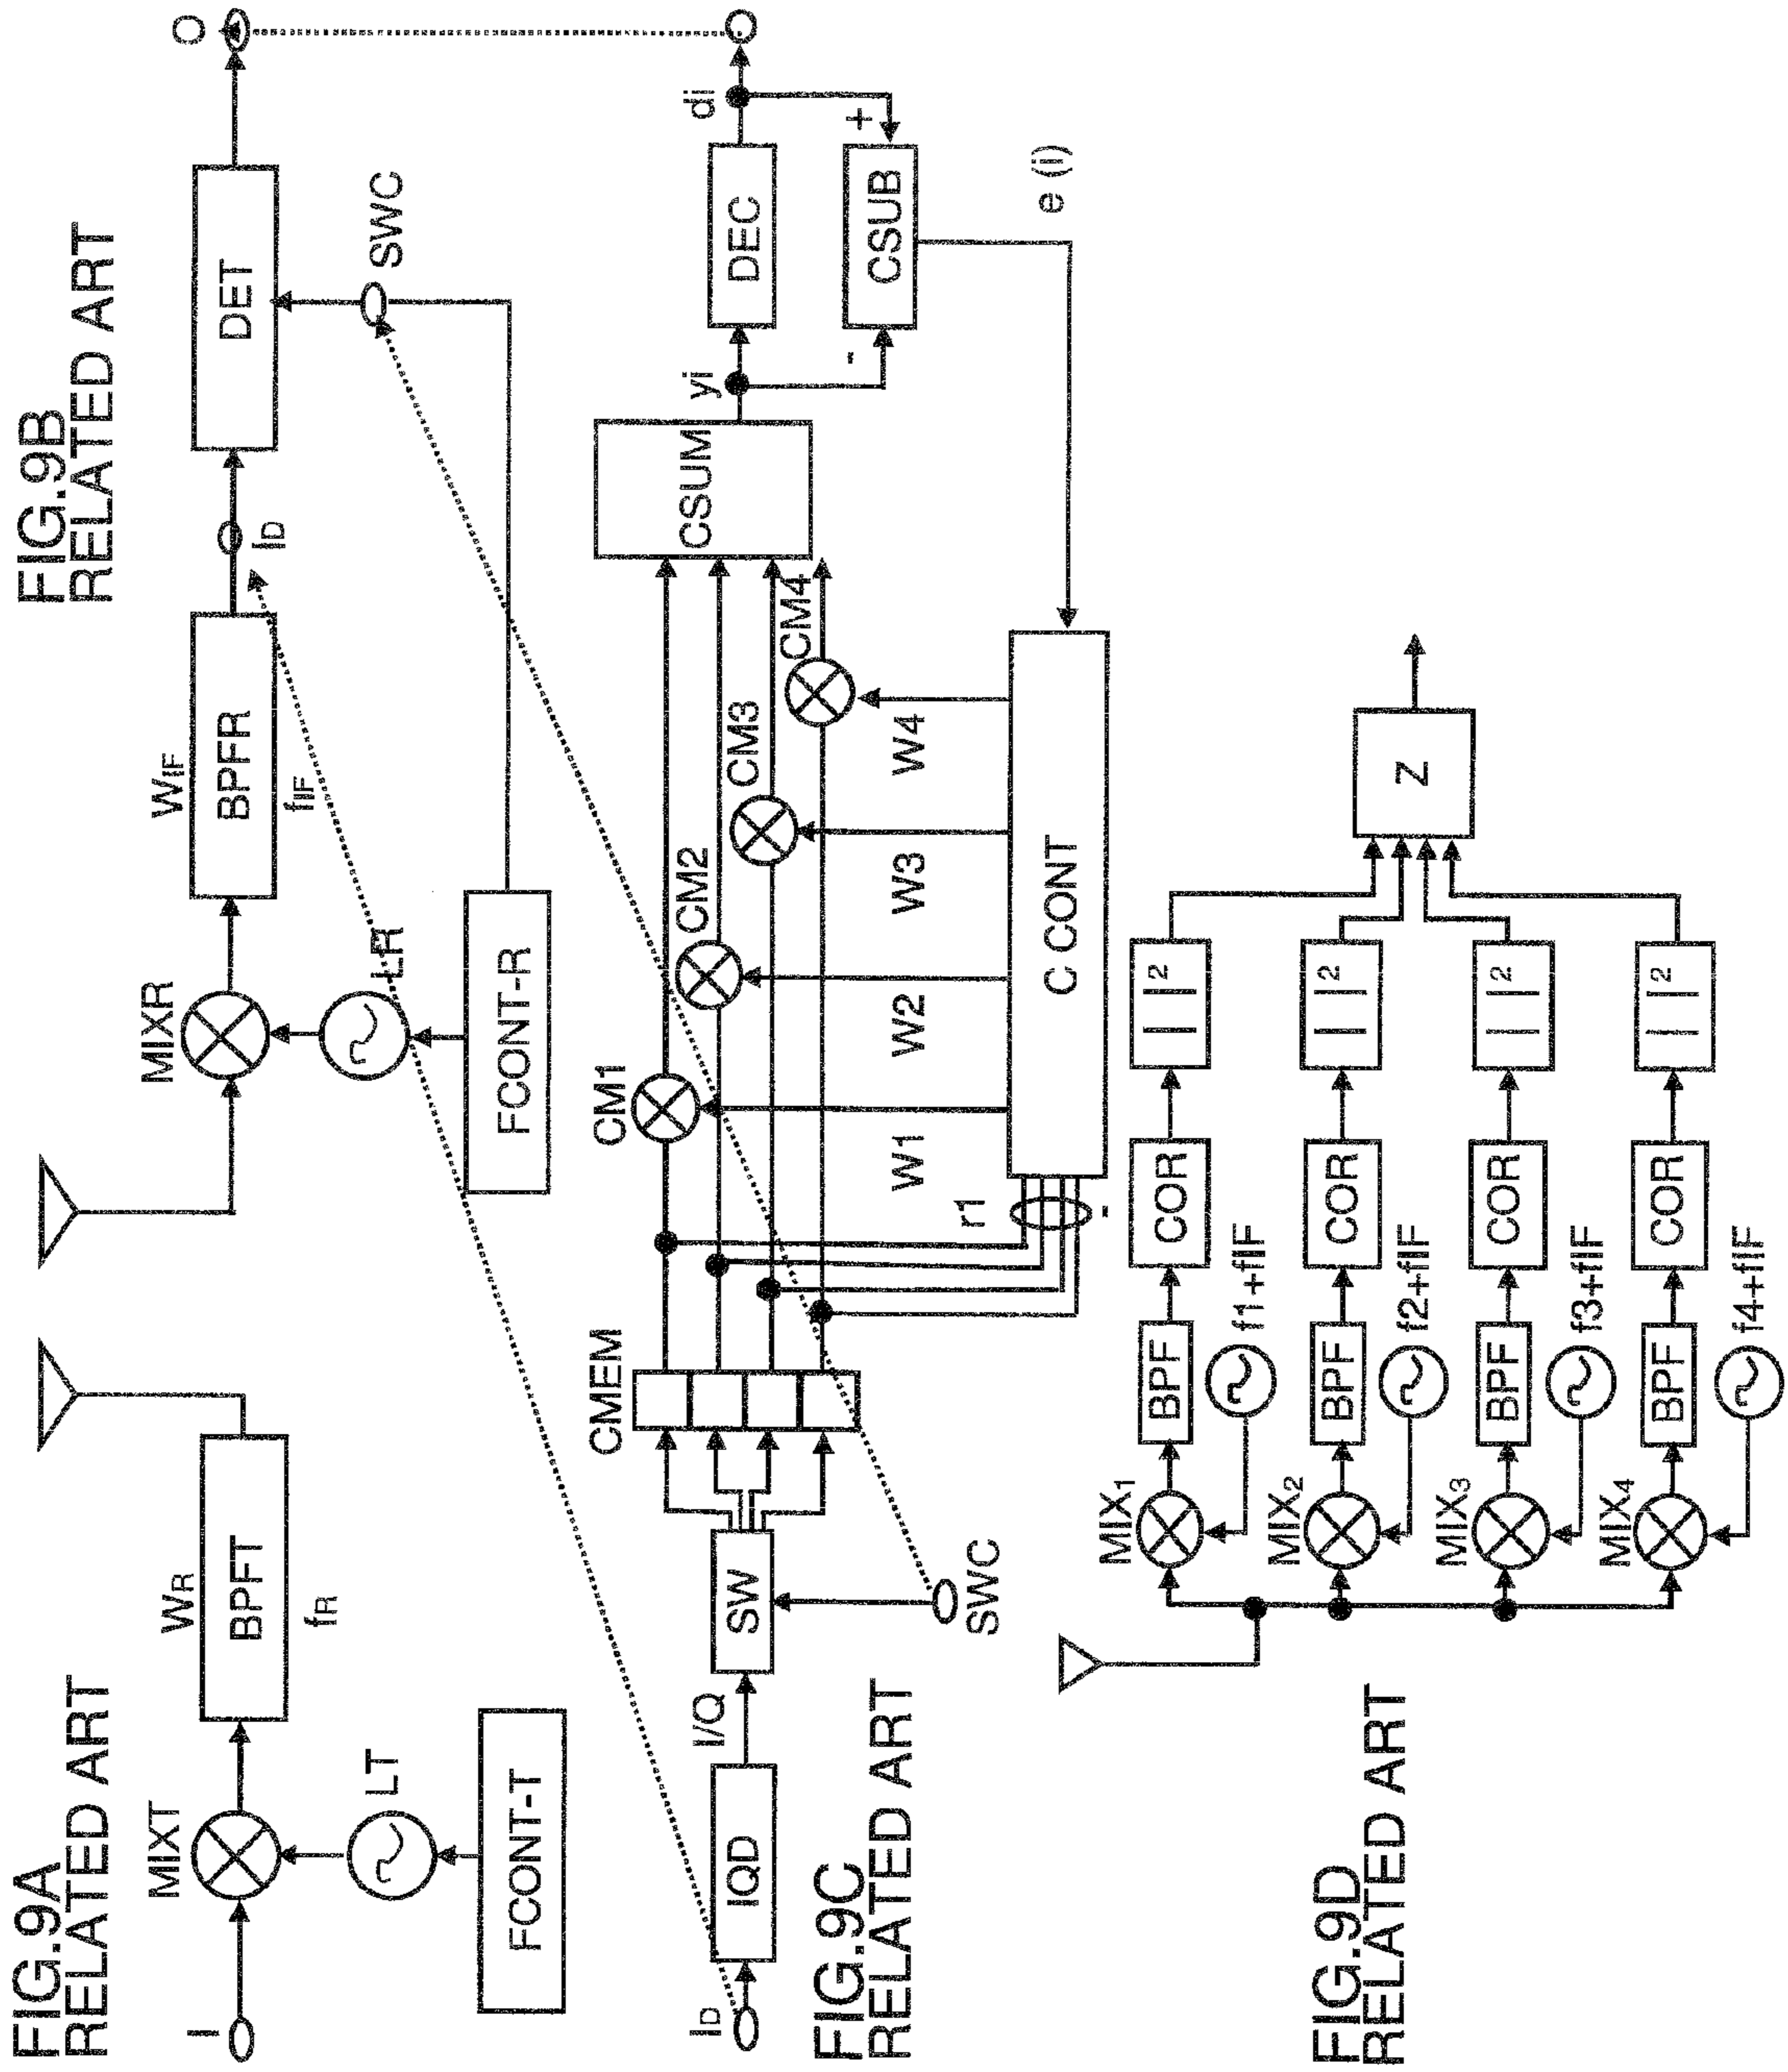 FIG.9A
RELATED ART
I
MIXT
LT
FCONT-T
WR
BPFT
fR
FIG.9B
RELATED ART
MIXR
LR
FCONT-R
WIF
BPFR
fIF
ID
DET
SWC
O
FIG.9C
RELATED ART
ID
IQD
I/Q
SW
SWC
CMEM
r1
CM1
CM2
CM3
CM4
W1
W2
W3
W4
C CONT
CSUM
yi
DEC
di
-
+
CSUB
e (i)
FIG.9D
RELATED ART
MIX1
BPF
COR
| |²
f1+fIF
MIX2
BPF
COR
| |²
f2+fIF
MIX3
BPF
COR
| |²
f3+fIF
MIX4
BPF
COR
| |²
f4+fIF
Z